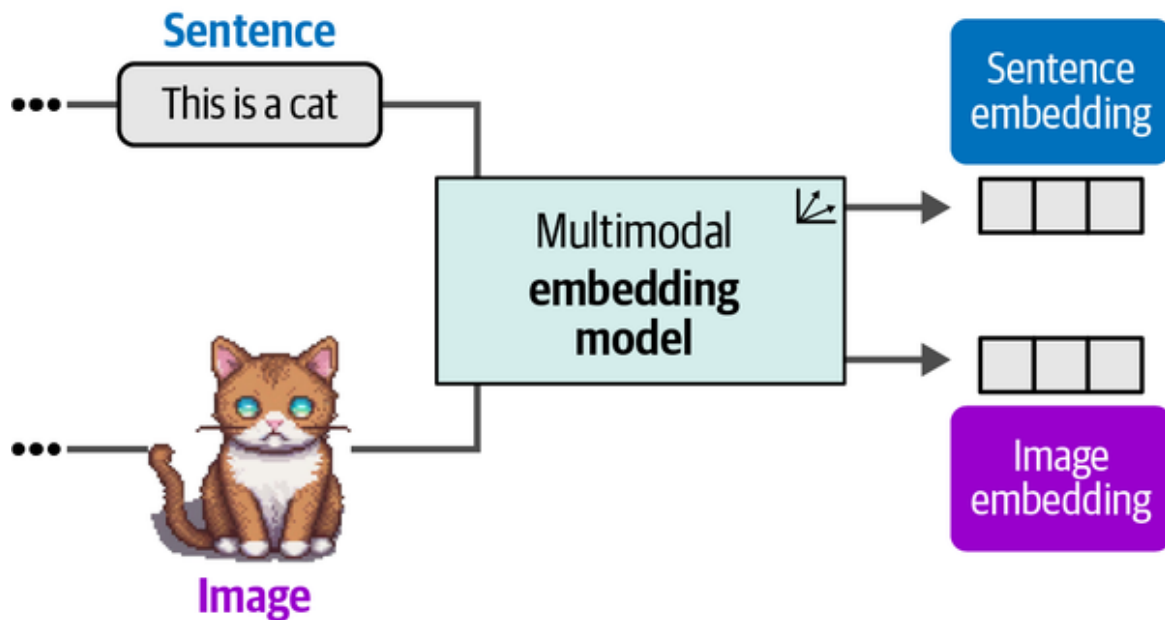 Sentence
This is a cat
Sentence
embedding
Multimodal
embedding
model
Image
embedding
Image